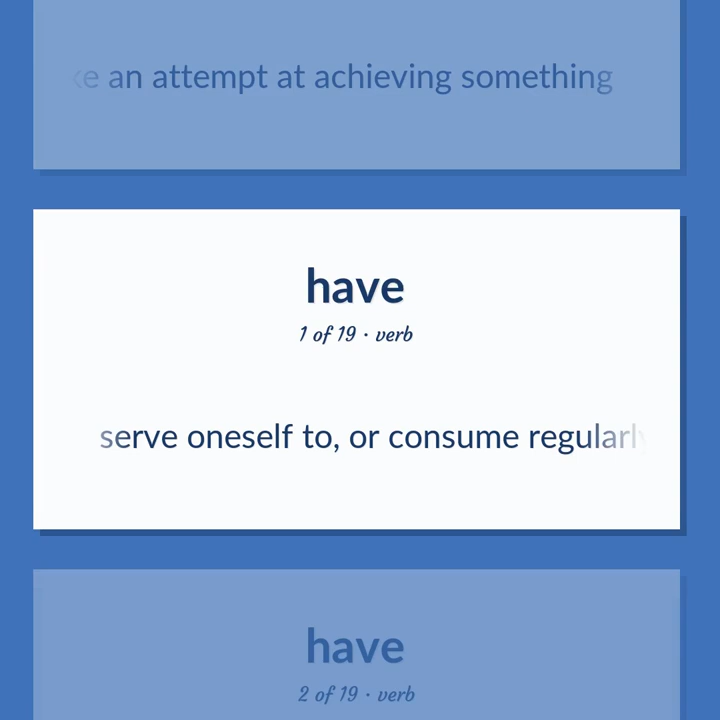 an attempt at achieving something
have
1 of 19 · verb
serve oneself to, or consume regularly
have
2 of 19 · verb